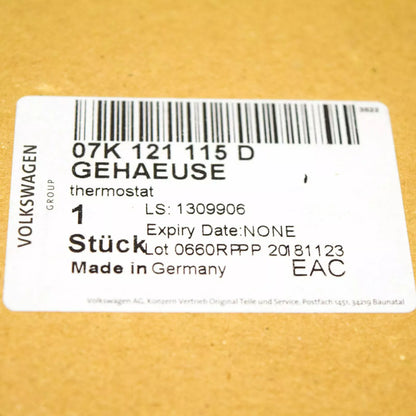 3622
07K 121 115 D
GEHAEUSE
thermostat
1 LS: 1309906
Expiry Date:NONE
Stück Lot 0660RPPP 20181123
Made in Germany EAC
Volkswagen AG, Konzern Vertrieb Original Teile und Service, Postfach 1451, 34219 Baunatal
VOLKSWAGEN
GROUP